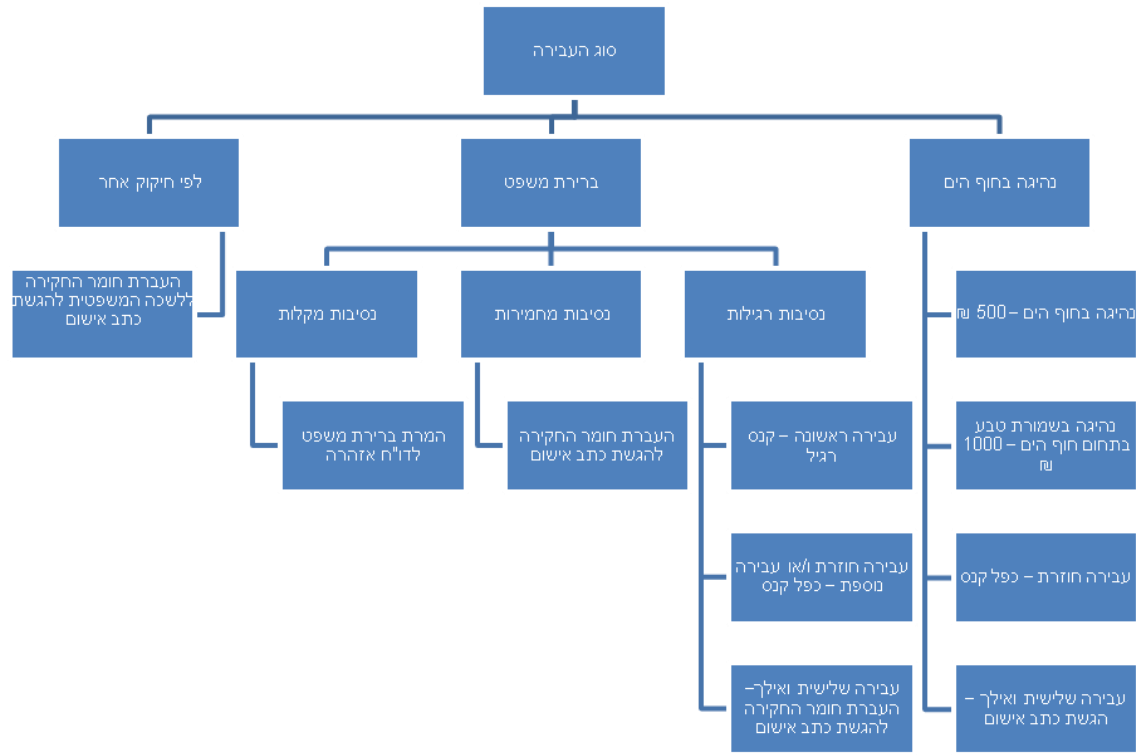 סוג העבירה
נהיגה בחוף הים
ברירת משפט
לפי חיקוק אחר
נהיגה בחוף הים – 500 ₪
נהיגה בשמורת טבע
בתחום חוף הים – 1000
₪
עבירה חוזרת – כפל קנס
עבירה שלישית ואילך –
הגשת כתב אישום
נסיבות רגילות
עבירה ראשונה – קנס
רגיל
עבירה חוזרת ו/או עבירה
נוספת – כפל קנס
עבירה שלישית ואילך–
העברת חומר החקירה
להגשת כתב אישום
נסיבות מחמירות
העברת חומר החקירה
להגשת כתב אישום
נסיבות מקלות
המרת ברירת משפט
לדו"ח אזהרה
העברת חומר החקירה
ללשכה המשפטית להגשת
כתב אישום